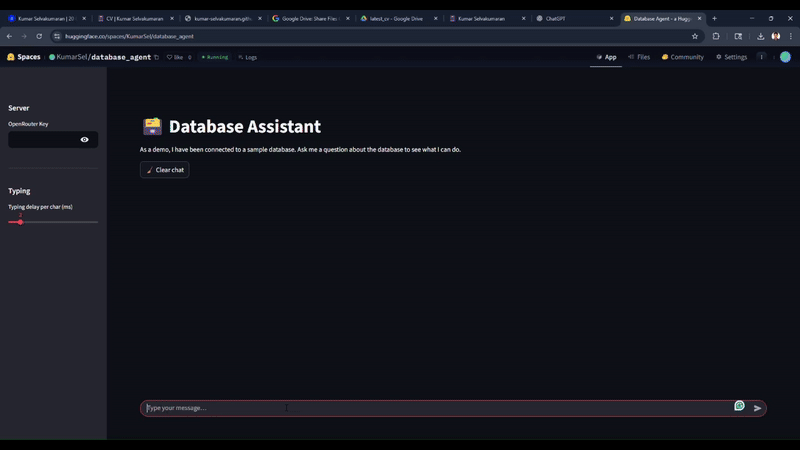 Kumar Selvakumaran | 20
CV | Kumar Selvakumaran
kumar-selvakumaran.gith
Google Drive: Share Files
latest_cv - Google Drive
Kumar Selvakumaran
ChatGPT
Database Agent - a Hugg
huggingface.co/spaces/KumarSel/database_agent
Spaces KumarSel/database_agent like 0 Running Logs App Files Community Settings
Server
OpenRouter Key
Typing
Typing delay per char (ms)
2
Database Assistant
As a demo, I have been connected to a sample database. Ask me a question about the database to see what I can do.
Clear chat
Type your message...